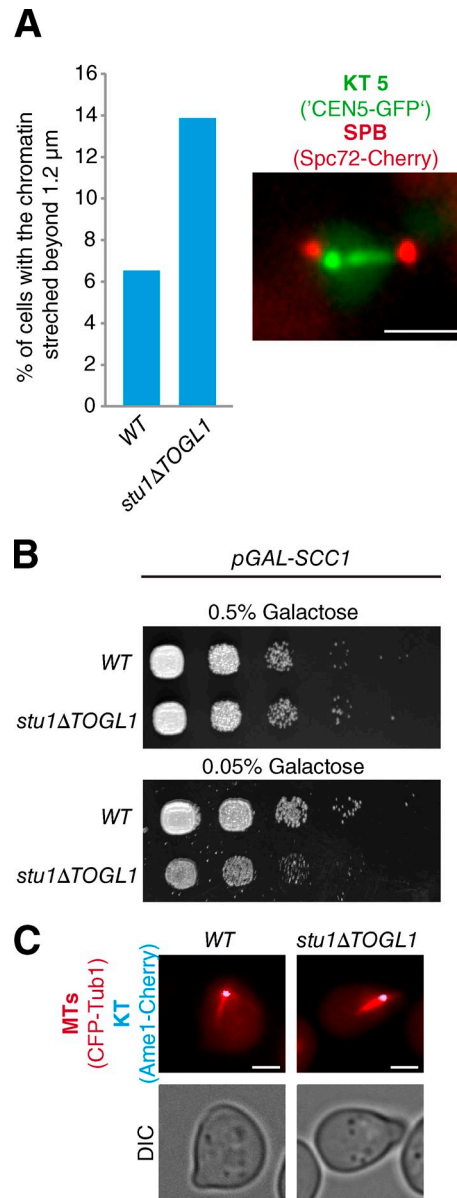 A
% of cells with the chromatin
streched beyond 1.2 µm
16
14
12
10
8
6
4
2
0
WT
stu1ΔTOGL1
KT 5
('CEN5-GFP')
SPB
(Spc72-Cherry)
B
pGAL-SCC1
0.5% Galactose
WT
stu1ΔTOGL1
0.05% Galactose
WT
stu1ΔTOGL1
C
WT
stu1ΔTOGL1
MTs
(CFP-Tub1)
KT
(Ame1-Cherry)
DIC